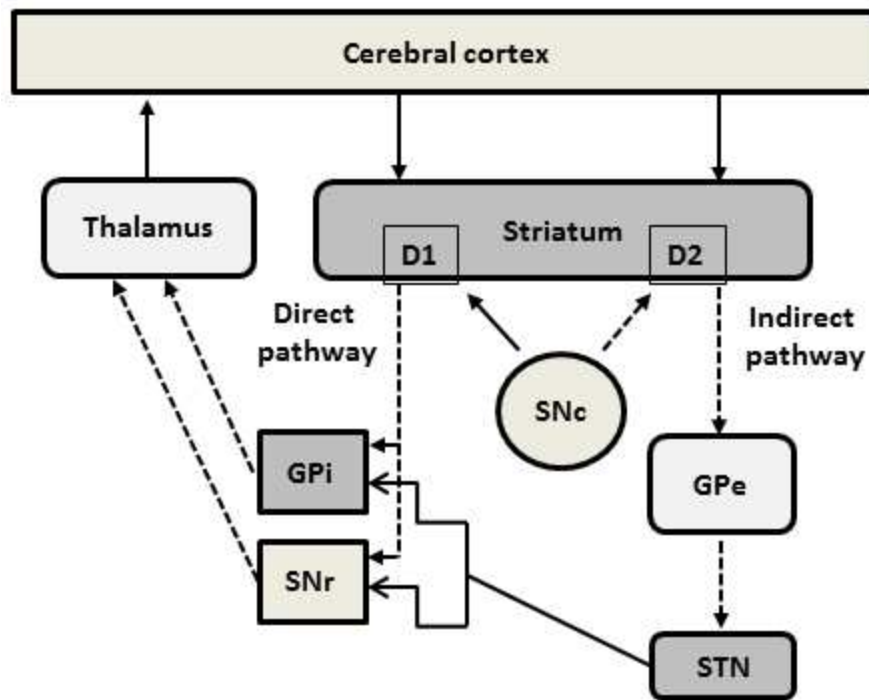 Cerebral cortex
Thalamus
Striatum
D1
D2
Direct
pathway
Indirect
pathway
SNc
GPi
GPe
SNr
STN